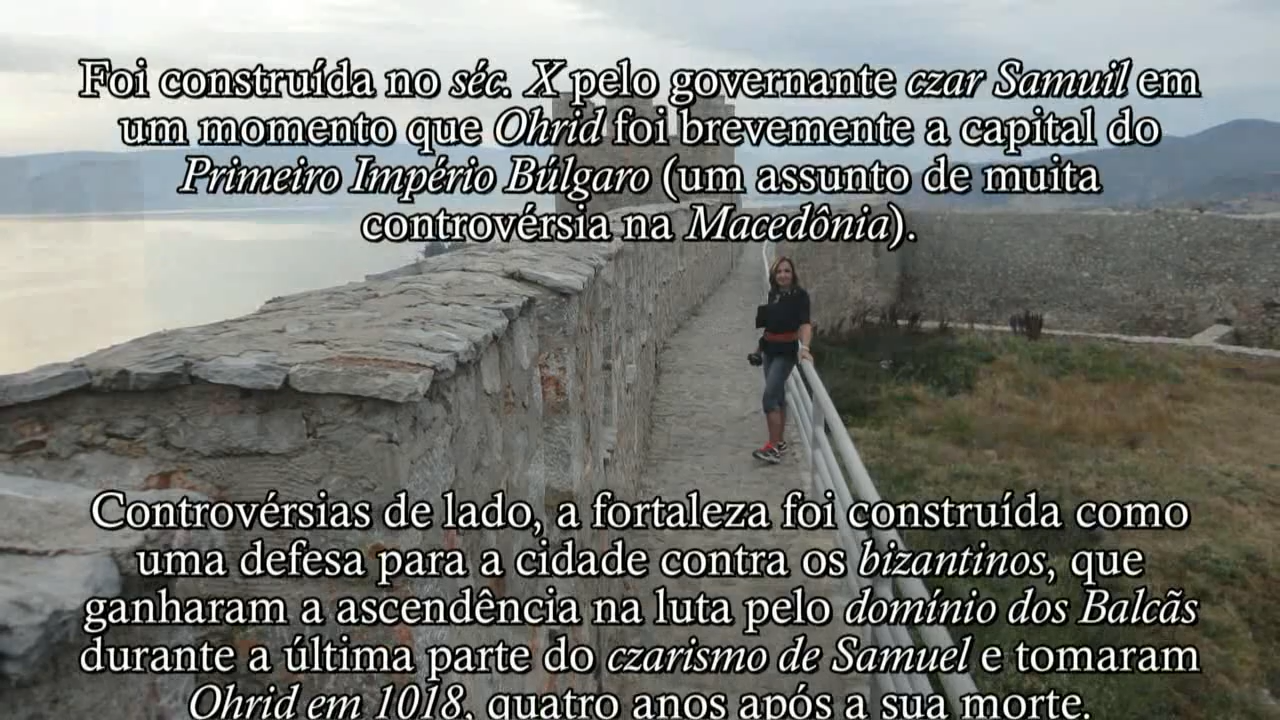 Foi construída no séc. X pelo governante czar Samuil em
um momento que Ohrid foi brevemente a capital do
Primeiro Império Búlgaro (um assunto de muita
controvérsia na Macedônia).
Controvérsias de lado, a fortaleza foi construída como
uma defesa para a cidade contra os bizantinos, que
ganharam a ascendência na luta pelo domínio dos Balcãs
durante a última parte do czarismo de Samuel e tomaram
Ohrid em 1018, quatro anos após a sua morte.